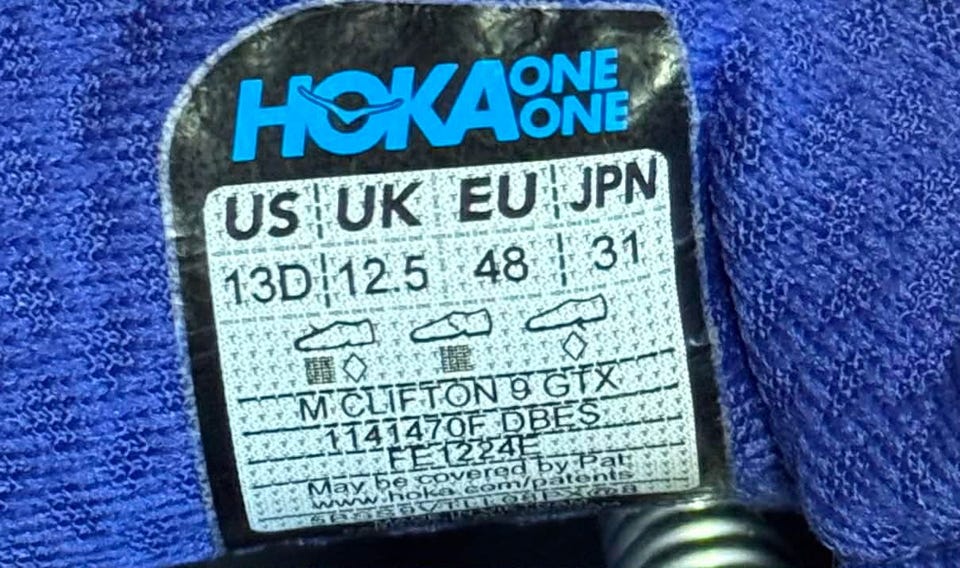 HOKA ONE ONE
US UK EU JPN
13D 12.5 48 31
M CLIFTON 9 GTX
1141470F DBES
FE1224F
May be covered by Pat:
www.hoka.com/patents